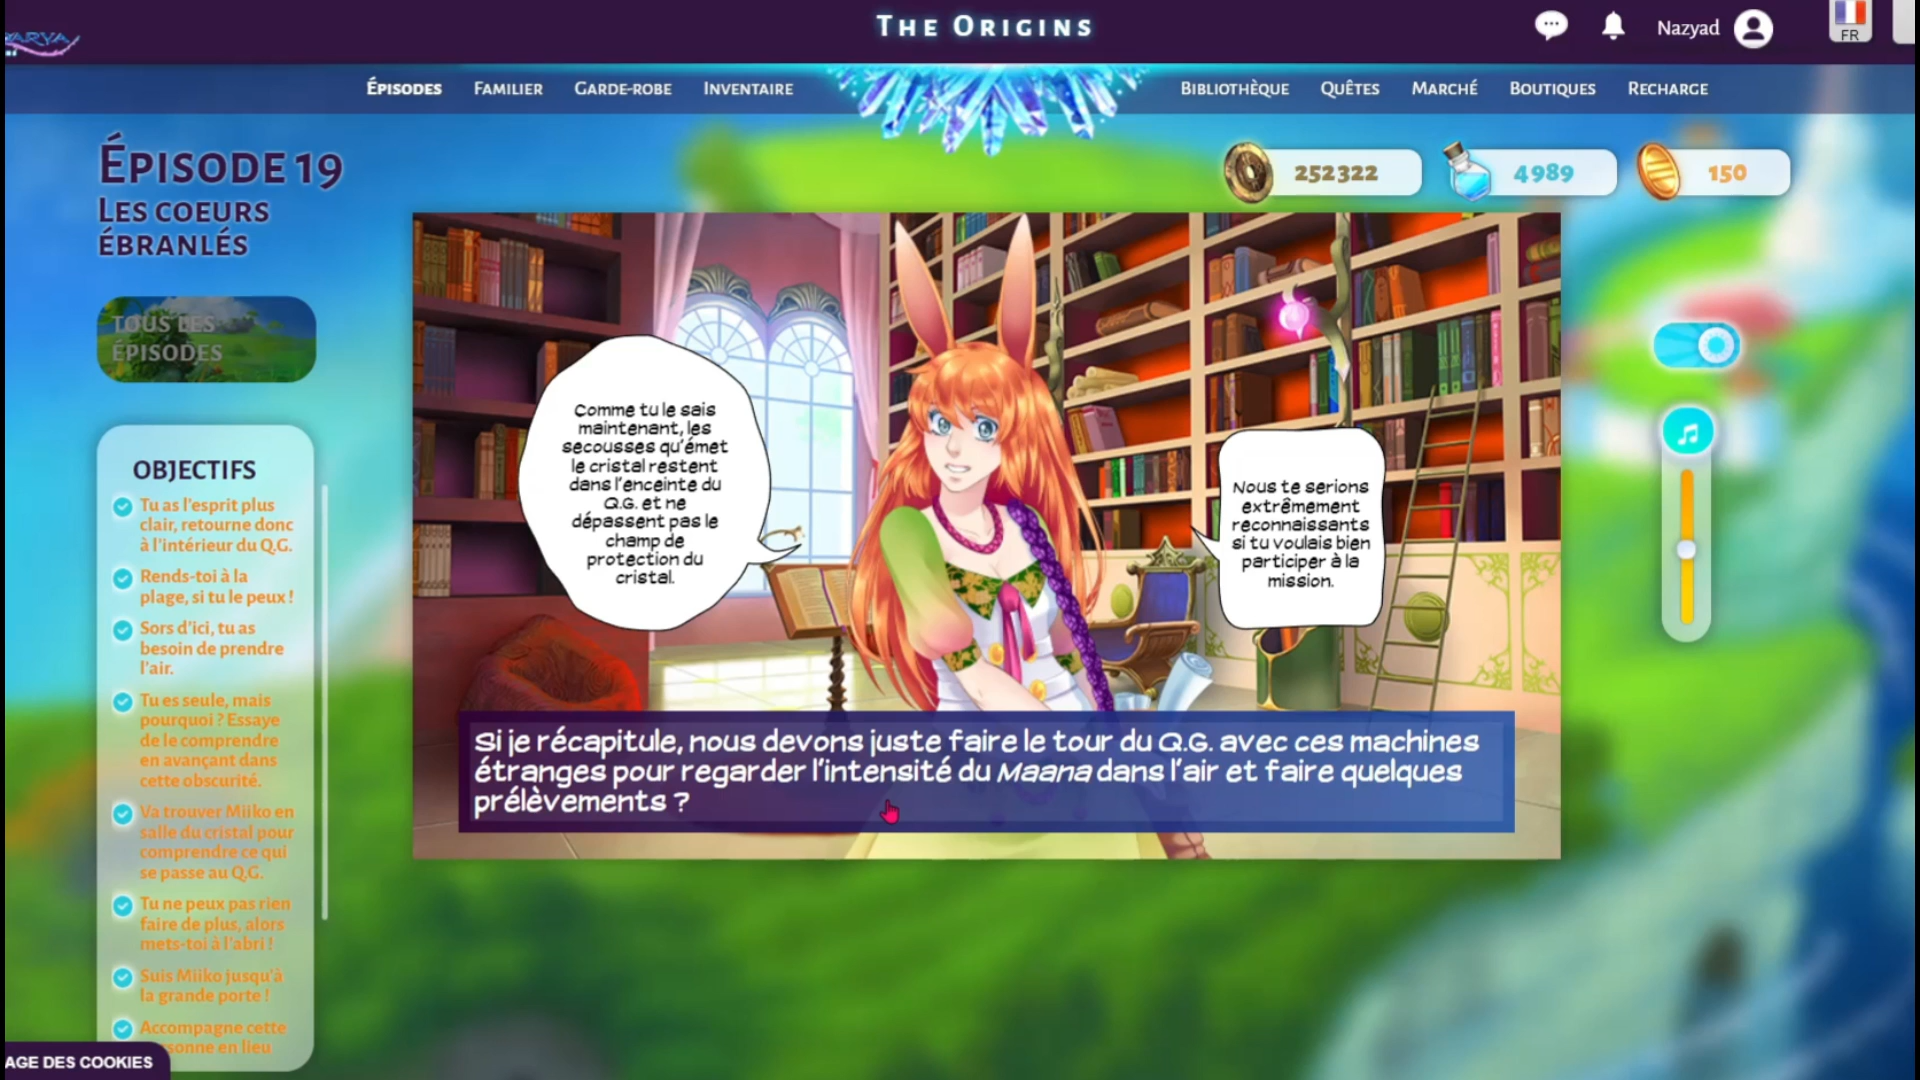 THE ORIGINS
Nazyad
FR
ÉPISODES
FAMILIER
GARDE-ROBE
INVENTAIRE
BIBLIOTHÈQUE
QUÊTES
MARCHÉ
BOUTIQUES
RECHARGE
ÉPISODE 19
LES COEURS
ÉBRANLÉS
252322
4989
150
TOUS LES
ÉPISODES
OBJECTIFS
Tu as l'esprit plus
clair, retourne donc
à l'intérieur du Q.G.
Rends-toi à la
plage, si tu le peux !
Sors d'ici, tu as
besoin de prendre
l'air.
Tu es seule, mais
pourquoi ? Essaye
de le comprendre
en avançant dans
cette obscurité.
Va trouver Miiko en
salle du cristal pour
comprendre ce qui
se passe au Q.G.
Tu ne peux pas rien
faire de plus, alors
mets-toi à l'abri !
Suis Miiko jusqu'à
la grande porte !
Accompagne cette
sonne en lieu
AGE DES COOKIES
Comme tu le sais
maintenant, les
secousses qu'émet
le cristal restent
dans l'enceinte du
Q.G. et ne
dépassent pas le
champ de
protection du
cristal.
Nous te serions
extrêmement
reconnaissants
si tu voulais bien
participer à la
mission.
Si je récapitule, nous devons juste faire le tour du Q.G. avec ces machines
étranges pour regarder l'intensité du Maana dans l'air et faire quelques
prélèvements ?